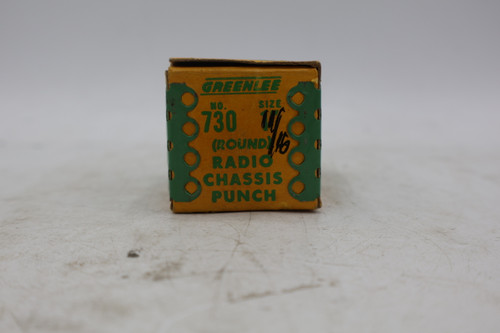 GREENLEE
NO. SIZE
730 11/16
(ROUND)
RADIO
CHASSIS
PUNCH